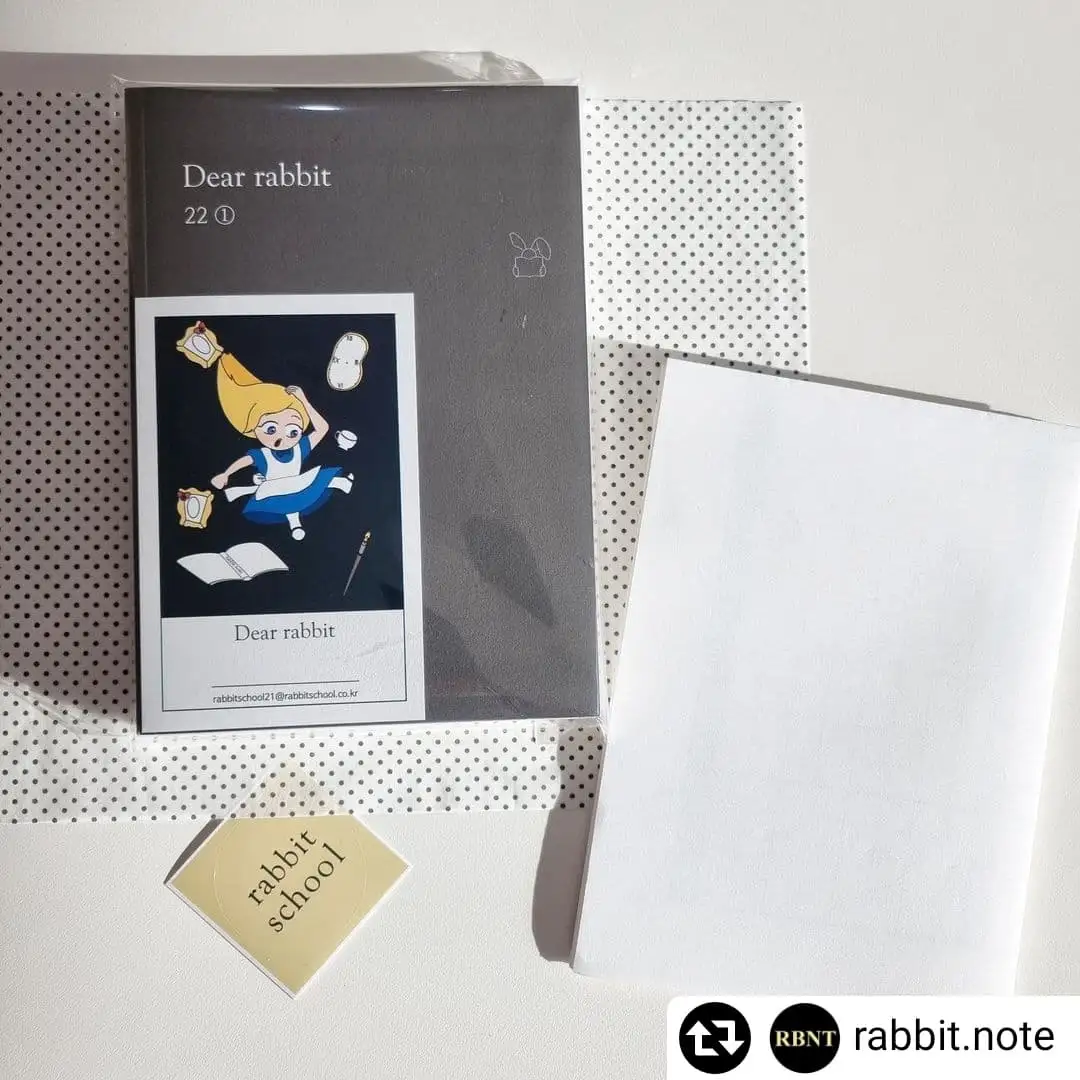 Dear rabbit
22 ①
Dear rabbit
rabbitschool21@rabbitschool.co.kr
rabbit
school
RBNT rabbit.note